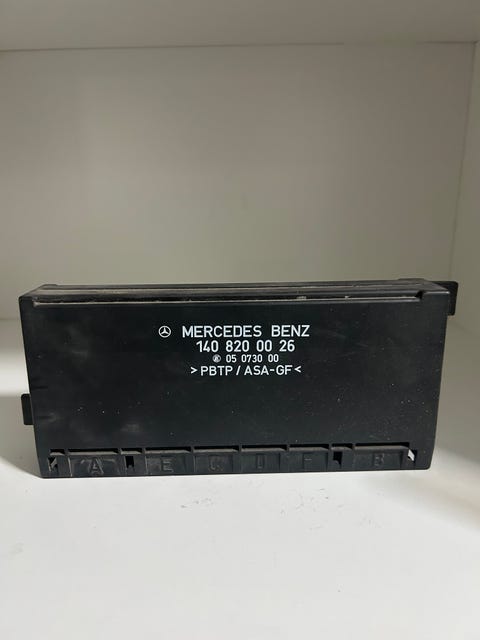 MERCEDES BENZ
140 820 00 26
05 0730 00
>PBTP/ASA-GF<
A E C D F B